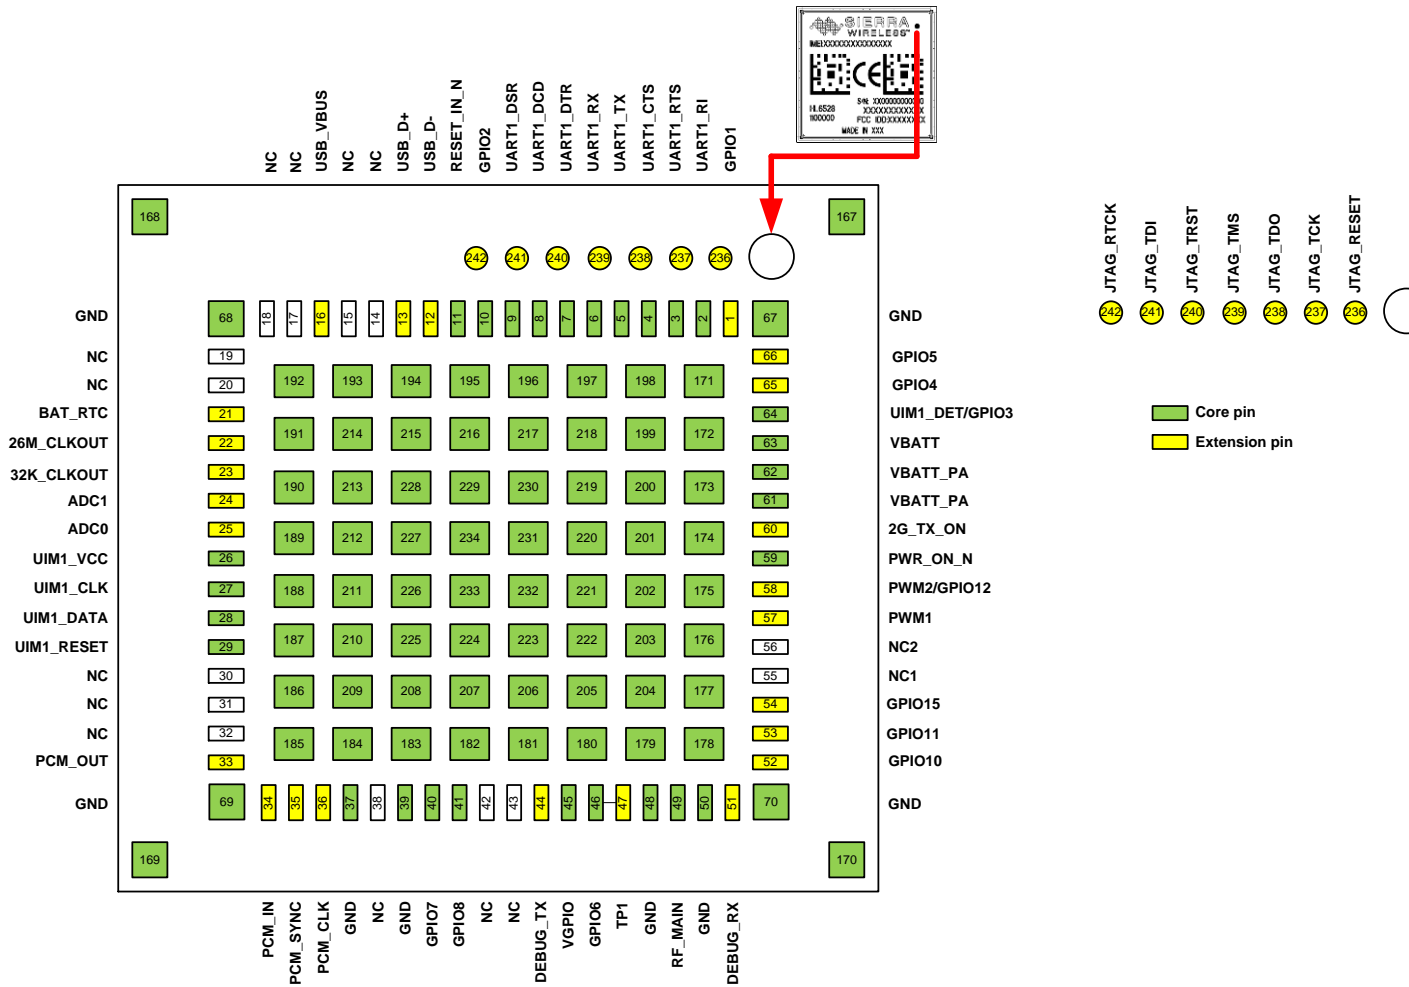 SIERRA
WIRELESS™
IMEI:XXXXXXXXXXXXXXX
CE
S/N: XX00000000000
HL6528
XXXXXXXXXXXXX
1100000
FCC ID:XXXXXXXXX
MADE IN XXX
NC
NC
USB_VBUS
NC
NC
USB_D+
USB_D-
RESET_IN_N
GPIO2
UART1_DSR
UART1_DCD
UART1_DTR
UART1_RX
UART1_TX
UART1_CTS
UART1_RTS
UART1_RI
GPIO1
168
167
242 241 240 239 238 237 236
GND 68 18 17 16 15 14 13 12 11 10 9 8 7 6 5 4 3 2 1 67 GND
NC 19 66 GPIO5
NC 20 192 193 194 195 196 197 198 171 65 GPIO4
BAT_RTC 21 64 UIM1_DET/GPIO3
26M_CLKOUT 22 191 214 215 216 217 218 199 172 63 VBATT
32K_CLKOUT 23 62 VBATT_PA
ADC1 24 190 213 228 229 230 219 200 173 61 VBATT_PA
ADC0 25 60 2G_TX_ON
189 212 227 234 231 220 201 174
UIM1_VCC 26 59 PWR_ON_N
UIM1_CLK 27 188 211 226 233 232 221 202 175 58 PWM2/GPIO12
UIM1_DATA 28 57 PWM1
UIM1_RESET 29 187 210 225 224 223 222 203 176 56 NC2
NC 30 55 NC1
NC 31 186 209 208 207 206 205 204 177 54 GPIO15
NC 32 53 GPIO11
185 184 183 182 181 180 179 178
PCM_OUT 33 52 GPIO10
GND 69 34 35 36 37 38 39 40 41 42 43 44 45 46 47 48 49 50 51 70 GND
169
170
PCM_IN
PCM_SYNC
PCM_CLK
GND
NC
GND
GPIO7
GPIO8
NC
NC
DEBUG_TX
VGPIO
GPIO6
TP1
GND
RF_MAIN
GND
DEBUG_RX
JTAG_RTCK
JTAG_TDI
JTAG_TRST
JTAG_TMS
JTAG_TDO
JTAG_TCK
JTAG_RESET
242 241 240 239 238 237 236
Core pin
Extension pin